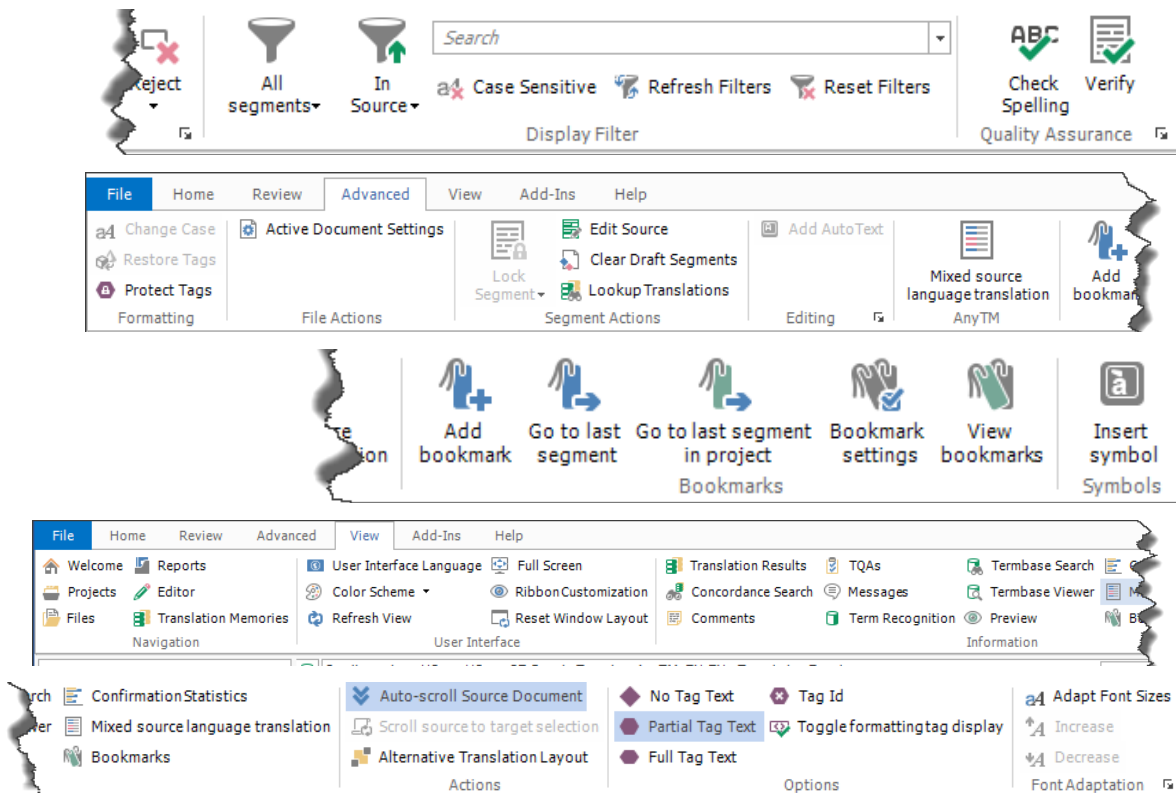 Search
Reject
All
segments
In
Source
Case Sensitive Refresh Filters Reset Filters
Check
Spelling
Verify
Display Filter
Quality Assurance
File Home Review Advanced View Add-Ins Help
Change Case
Restore Tags
Protect Tags
Formatting
Active Document Settings
File Actions
Lock
Segment
Edit Source
Clear Draft Segments
Lookup Translations
Segment Actions
Add AutoText
Editing
Mixed source
language translation
AnyTM
Add
Add
bookmark
Go to last
segment
Go to last segment
in project
Bookmark
settings
View
bookmarks
Bookmarks
Insert
symbol
Symbols
File Home Review Advanced View Add-Ins Help
Welcome Reports
Projects Editor
Files Translation Memories
Navigation
User Interface Language Full Screen
Color Scheme Ribbon Customization
Refresh View Reset Window Layout
User Interface
Translation Results TQAs Termbase Search
Concordance Search Messages Termbase Viewer
Comments Term Recognition Preview
Information
Confirmation Statistics
Mixed source language translation
Bookmarks
Auto-scroll Source Document
Scroll source to target selection
Alternative Translation Layout
Actions
No Tag Text Tag Id
Partial Tag Text Toggle formatting tag display
Full Tag Text
Options
Adapt Font Sizes
Increase
Decrease
Font Adaptation